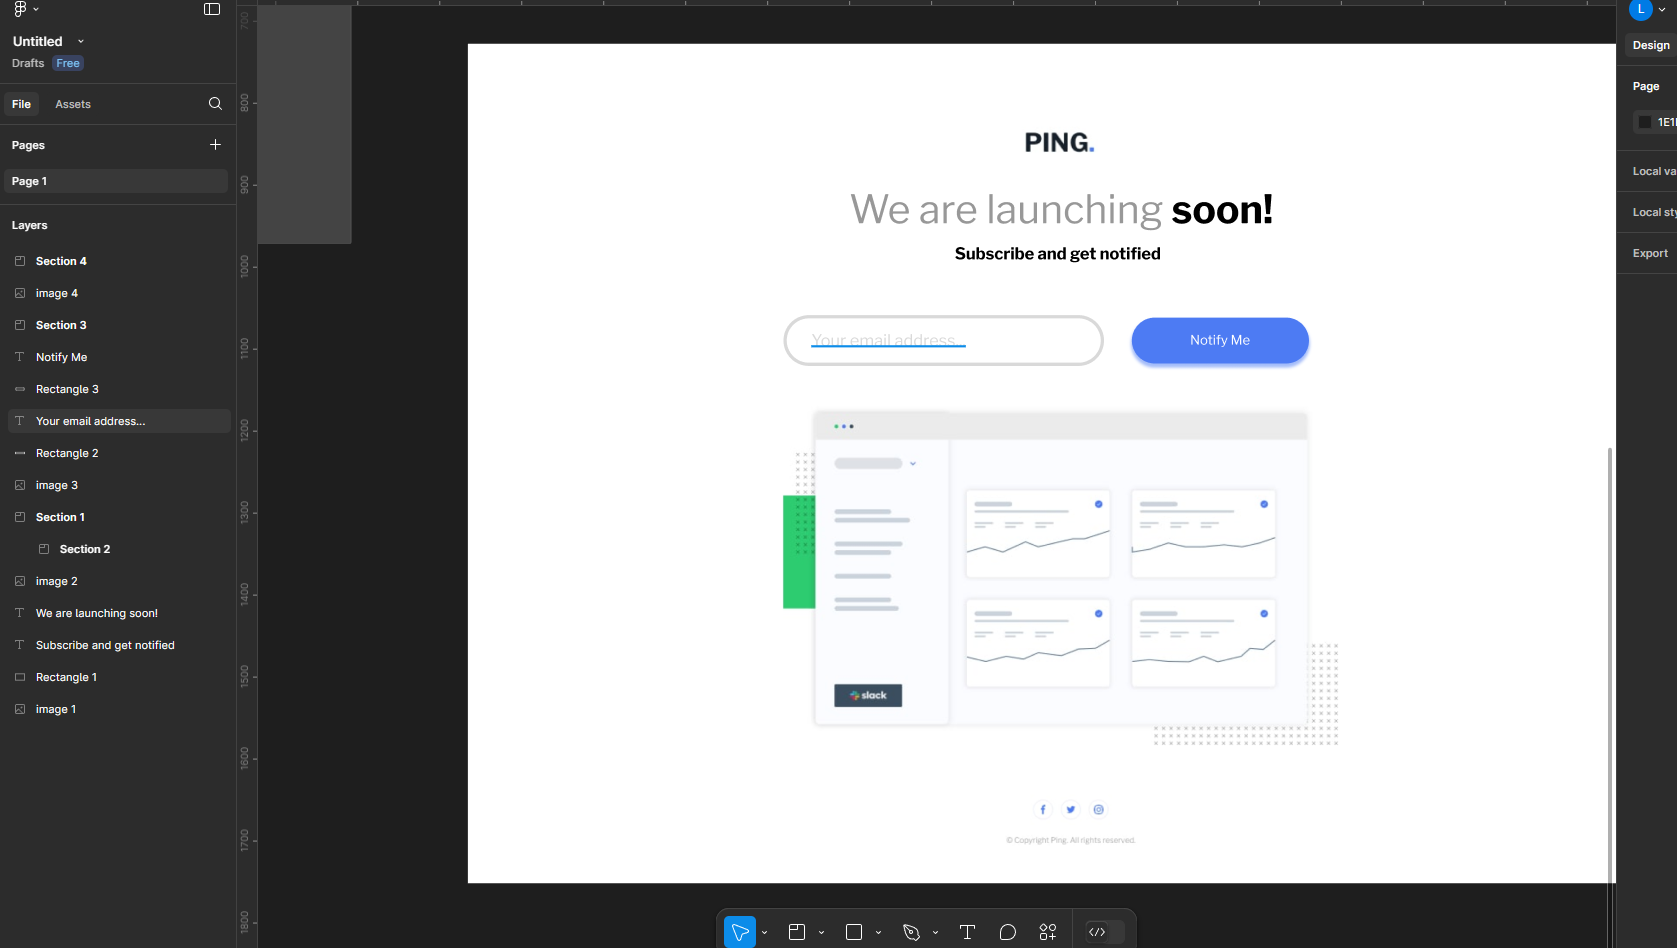 Untitled
Drafts Free
File Assets
Pages
Page 1
Layers
Section 4
image 4
Section 3
Notify Me
Rectangle 3
Your email address...
Rectangle 2
image 3
Section 1
Section 2
image 2
We are launching soon!
Subscribe and get notified
Rectangle 1
image 1
700
800
900
1000
1100
1200
1300
1400
1500
1600
1700
1800
PING.
We are launching soon!
Subscribe and get notified
Your email address...
Notify Me
slack
© Copyright Ping. All rights reserved.
L
Design
Page
1E1
Local va
Local sty
Export